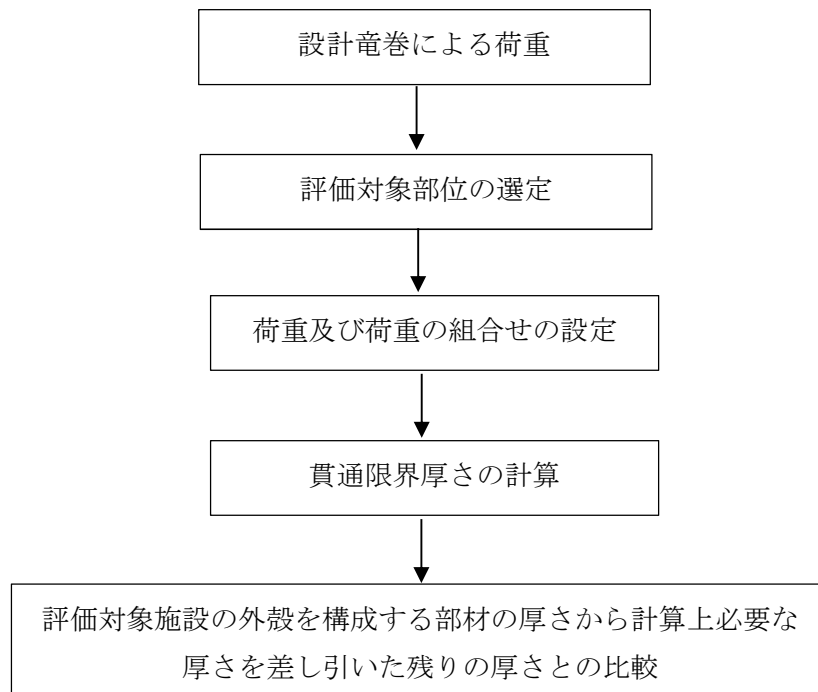 設計竜巻による荷重
評価対象部位の選定
荷重及び荷重の組合せの設定
貫通限界厚さの計算
評価対象施設の外殻を構成する部材の厚さから計算上必要な
厚さを差し引いた残りの厚さとの比較